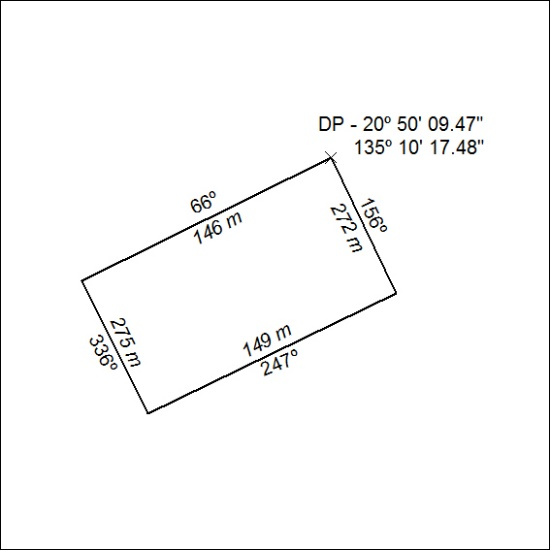 DP - 20º 50' 09.47"
135º 10' 17.48"
66º
146 m
156º
272 m
275 m
336º
149 m
247º